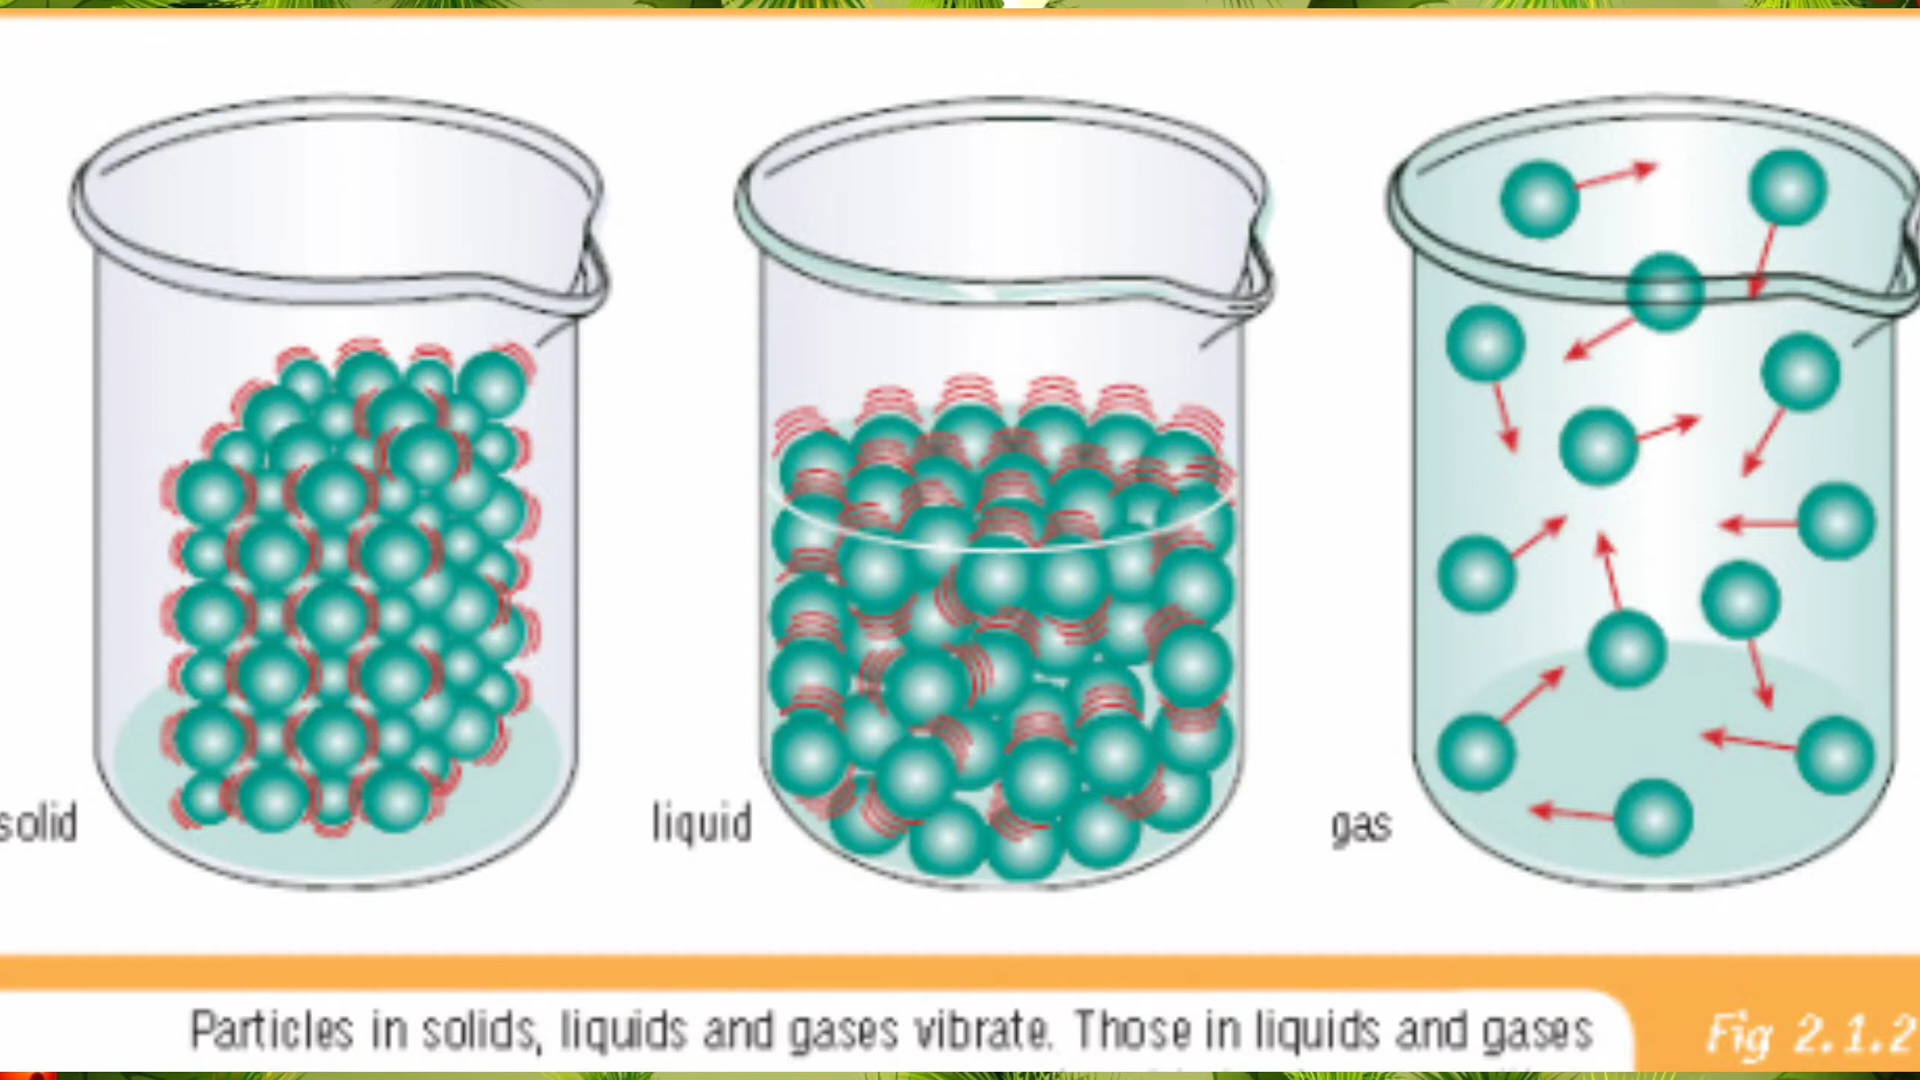 solid
liquid
gas
Particles in solids, liquids and gases vibrate. Those in liquids and gases
Fig 2.1.2